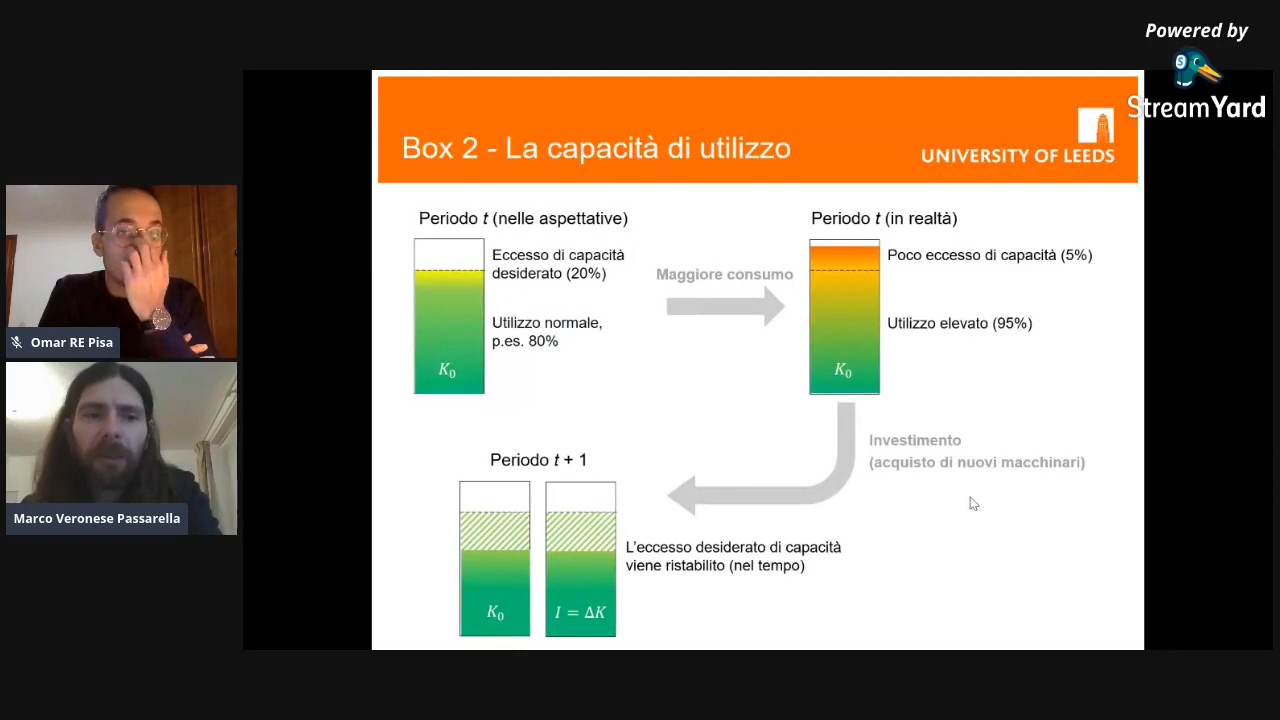 Powered by
StreamYard
Box 2 - La capacità di utilizzo
UNIVERSITY OF LEEDS
Periodo t (nelle aspettative)
Eccesso di capacità
desiderato (20%)
Utilizzo normale,
p.es. 80%
K₀
Maggiore consumo
Periodo t (in realtà)
Poco eccesso di capacità (5%)
Utilizzo elevato (95%)
K₀
Investimento
(acquisto di nuovi macchinari)
Periodo t + 1
L'eccesso desiderato di capacità
viene ristabilito (nel tempo)
K₀
I = ΔK
Omar RE Pisa
Marco Veronese Passarella